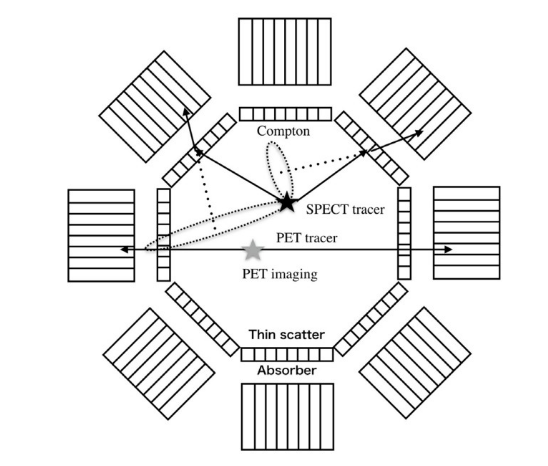 Compton
SPECT tracer
PET tracer
PET imaging
Thin scatter
Absorber